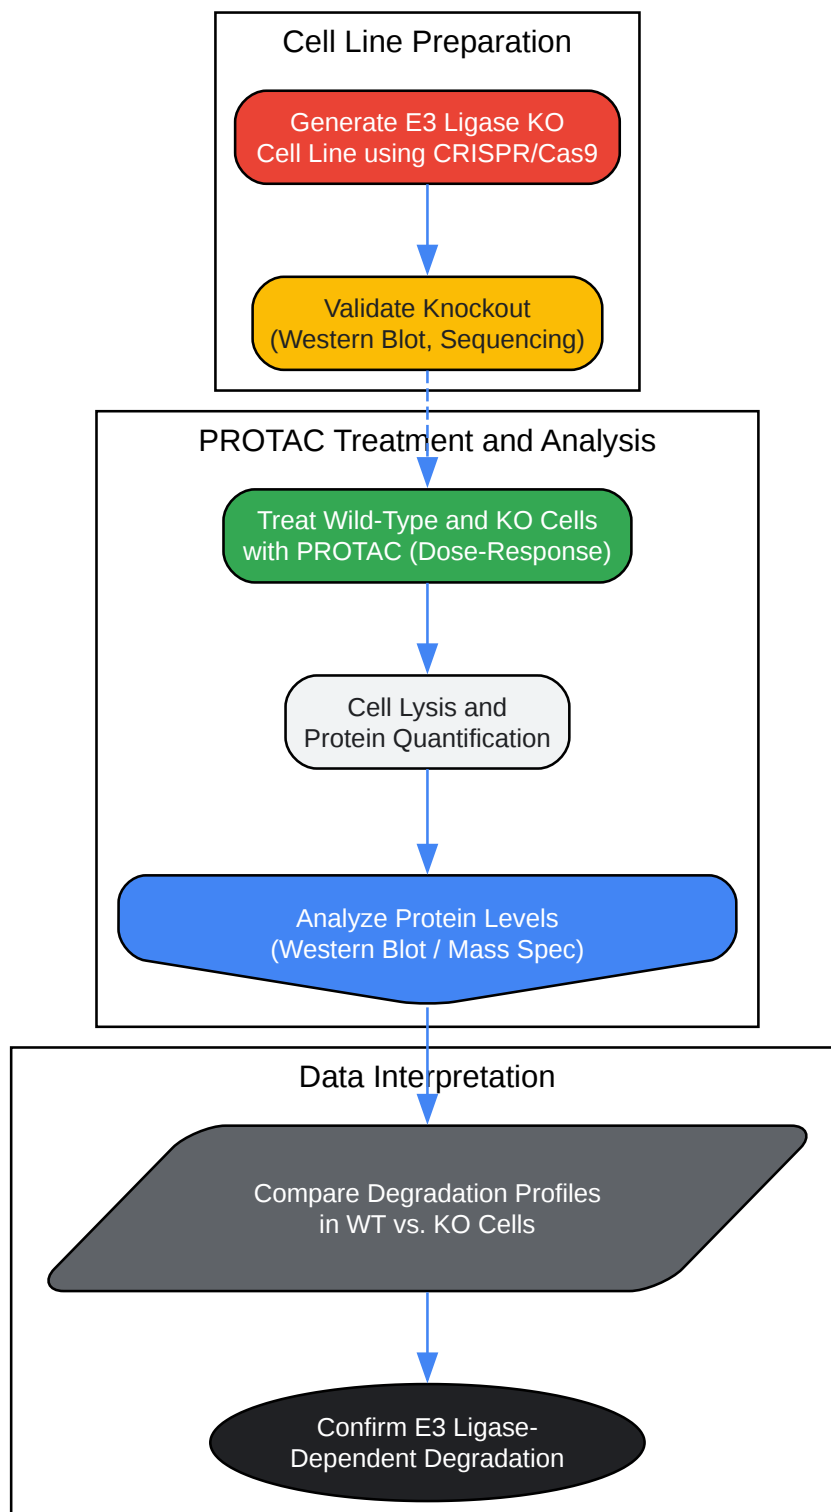 Cell Line Preparation
Generate E3 Ligase KO
Cell Line using CRISPR/Cas9
Validate Knockout
(Western Blot, Sequencing)
PROTAC Treatment and Analysis
Treat Wild-Type and KO Cells
with PROTAC (Dose-Response)
Cell Lysis and
Protein Quantification
Analyze Protein Levels
(Western Blot / Mass Spec)
Data Interpretation
Compare Degradation Profiles
in WT vs. KO Cells
Confirm E3 Ligase-
Dependent Degradation